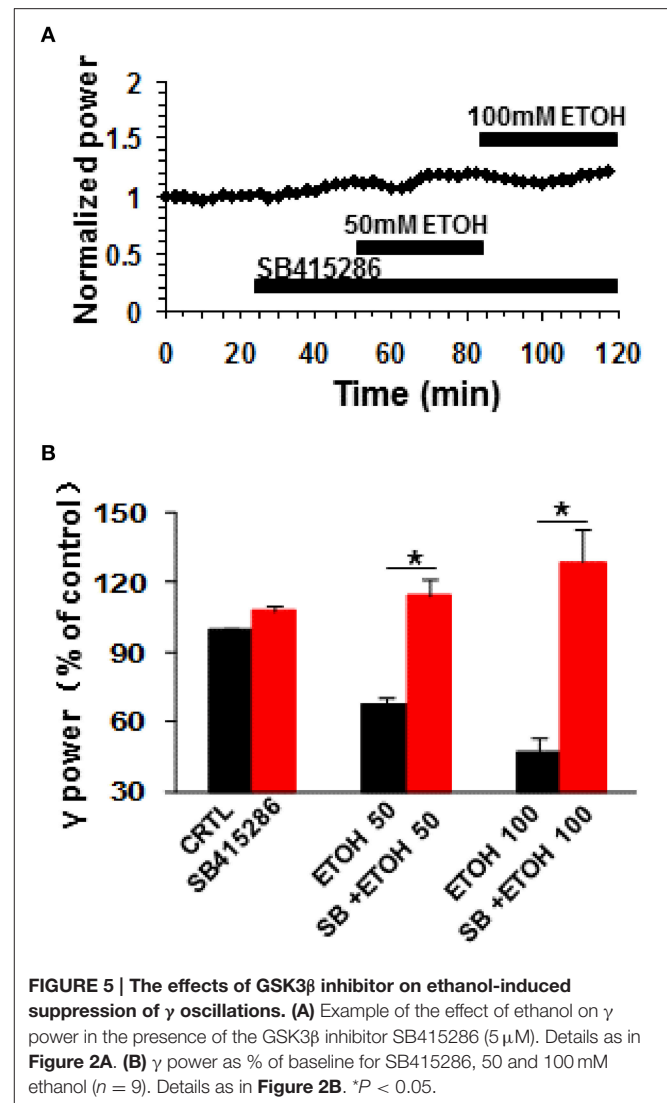 A
2
1.5
1
0.5
0
Normalized power
100mM ETOH
50mM ETOH
SB415286
0 20 40 60 80 100 120
Time (min)
B
150
120
90
60
30
γ power (% of control)
*
*
CRTL
SB415286
ETOH 50
SB +ETOH 50
ETOH 100
SB +ETOH 100
FIGURE 5 | The effects of GSK3β inhibitor on ethanol-induced
suppression of γ oscillations. (A) Example of the effect of ethanol on γ
power in the presence of the GSK3β inhibitor SB415286 (5 μM). Details as in
Figure 2A. (B) γ power as % of baseline for SB415286, 50 and 100 mM
ethanol (n = 9). Details as in Figure 2B. *P < 0.05.